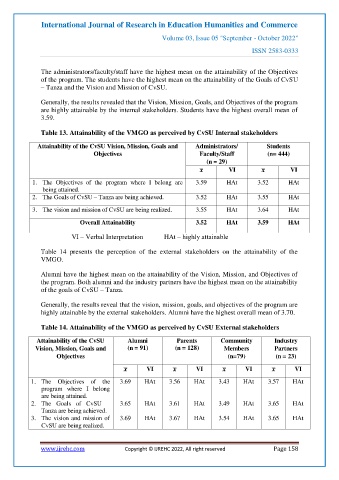 International Journal of Research in Education Humanities and Commerce
Volume 03, Issue 05 "September - October 2022"
ISSN 2583-0333
The administrators/faculty/staff have the highest mean on the attainability of the Objectives
of the program. The students have the highest mean on the attainability of the Goals of CvSU
– Tanza and the Vision and Mission of CvSU.
Generally, the results revealed that the Vision, Mission, Goals, and Objectives of the program
are highly attainable by the internal stakeholders. Students have the highest overall mean of
3.59.
Table 13. Attainability of the VMGO as perceived by CvSU Internal stakeholders
Attainability of the CvSU Vision, Mission, Goals and Objectives Administrators/ Faculty/Staff (n = 29) Students (n= 444)
x̄ VI x̄ VI
1. The Objectives of the program where I belong are being attained. 3.59 HAt 3.52 HAt
2. The Goals of CvSU – Tanza are being achieved. 3.52 HAt 3.55 HAt
3. The vision and mission of CvSU are being realized. 3.55 HAt 3.64 HAt
Overall Attainability 3.52 HAt 3.59 HAt
VI – Verbal Interpretation HAt – highly attainable
Table 14 presents the perception of the external stakeholders on the attainability of the
VMGO.
Alumni have the highest mean on the attainability of the Vision, Mission, and Objectives of
the program. Both alumni and the industry partners have the highest mean on the attainability
of the goals of CvSU – Tanza.
Generally, the results reveal that the vision, mission, goals, and objectives of the program are
highly attainable by the external stakeholders. Alumni have the highest overall mean of 3.70.
Table 14. Attainability of the VMGO as perceived by CvSU External stakeholders
Attainability of the CvSU Vision, Mission, Goals and Objectives Alumni (n = 91) Parents (n = 128) Community Members (n=79) Industry Partners (n = 23)
x̄ VI x̄ VI x̄ VI x̄ VI
1. The Objectives of the program where I belong are being attained. 3.69 HAt 3.56 HAt 3.43 HAt 3.57 HAt
2. The Goals of CvSU – Tanza are being achieved. 3.65 HAt 3.61 HAt 3.49 HAt 3.65 HAt
3. The vision and mission of CvSU are being realized. 3.69 HAt 3.67 HAt 3.54 HAt 3.65 HAt
www.ijrehc.com Copyright © IJREHC 2022, All right reserved Page 158